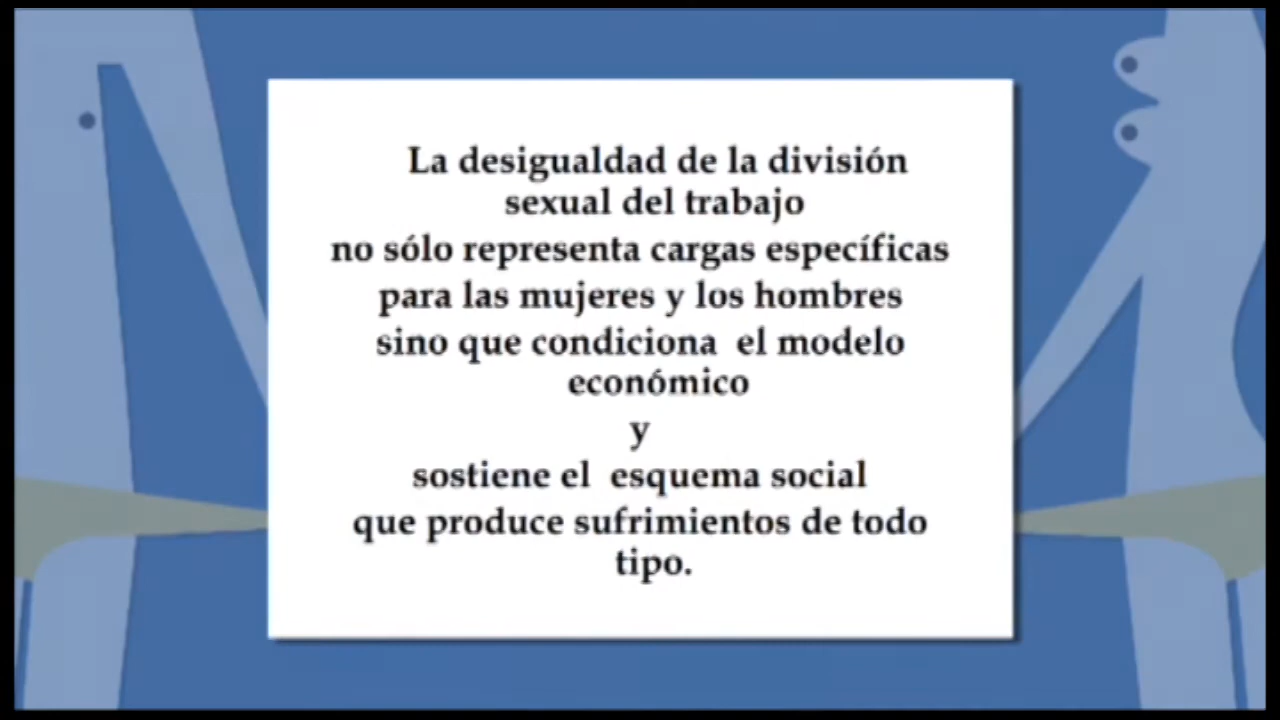 La desigualdad de la división
sexual del trabajo
no sólo representa cargas específicas
para las mujeres y los hombres
sino que condiciona el modelo
económico
y
sostiene el esquema social
que produce sufrimientos de todo
tipo.